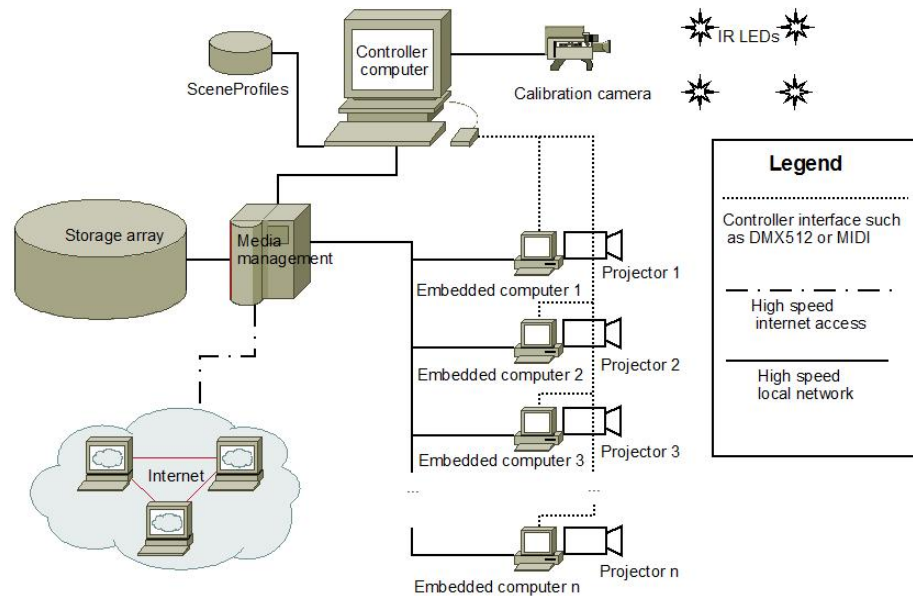 Controller
computer
IR LEDs
SceneProfiles
Calibration camera
Legend
Controller interface such
as DMX512 or MIDI
High speed
internet access
High speed
local network
Storage array
Media
management
Embedded computer 1
Projector 1
Embedded computer 2
Projector 2
Embedded computer 3
Projector 3
...
...
Internet
Embedded computer n
Projector n